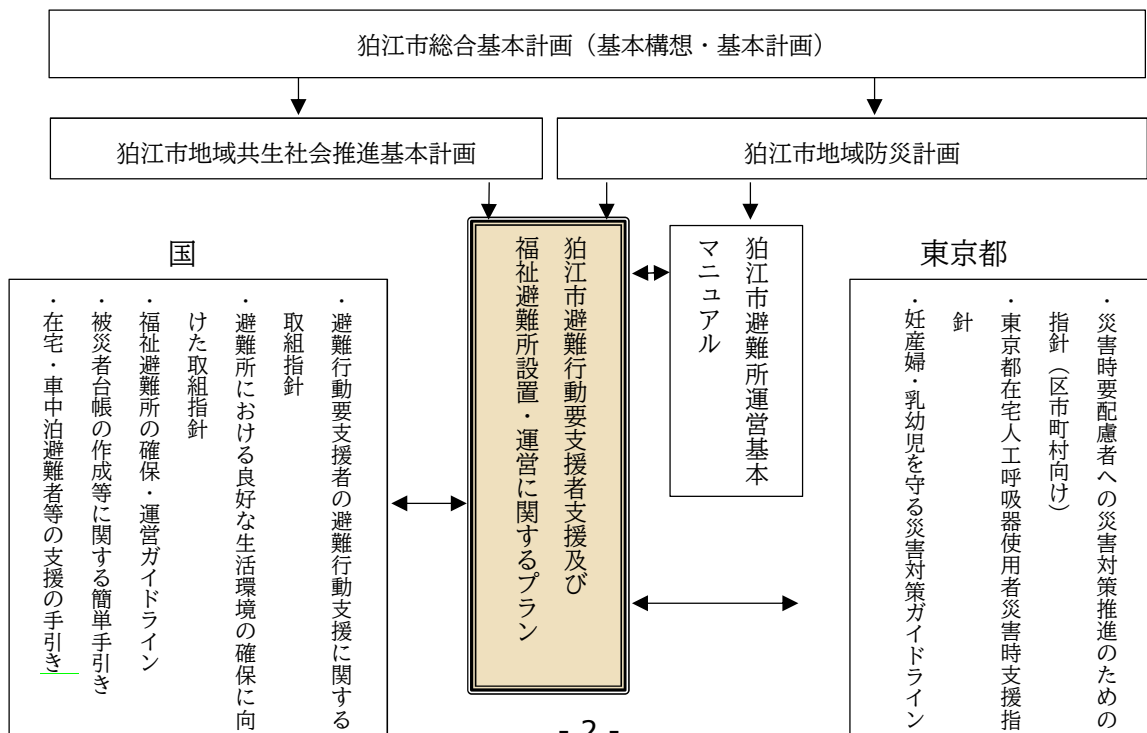 狛江市総合基本計画（基本構想・基本計画）
狛江市地域共生社会推進基本計画
狛江市地域防災計画
国
・避難行動要支援者の避難行動支援に関する
取組指針
・避難所における良好な生活環境の確保に向
けた取組指針
・福祉避難所の確保・運営ガイドライン
・被災者台帳の作成等に関する簡単手引き
・在宅・車中泊避難者等の支援の手引き
狛江市避難行動要支援者支援及び
福祉避難所設置・運営に関するプラン
狛江市避難所運営基本
マニュアル
東京都
・災害時要配慮者への災害対策推進のための
指針（区市町村向け）
・東京都在宅人工呼吸器使用者災害時支援指
針
・妊産婦・乳幼児を守る災害対策ガイドライン
- 2 -